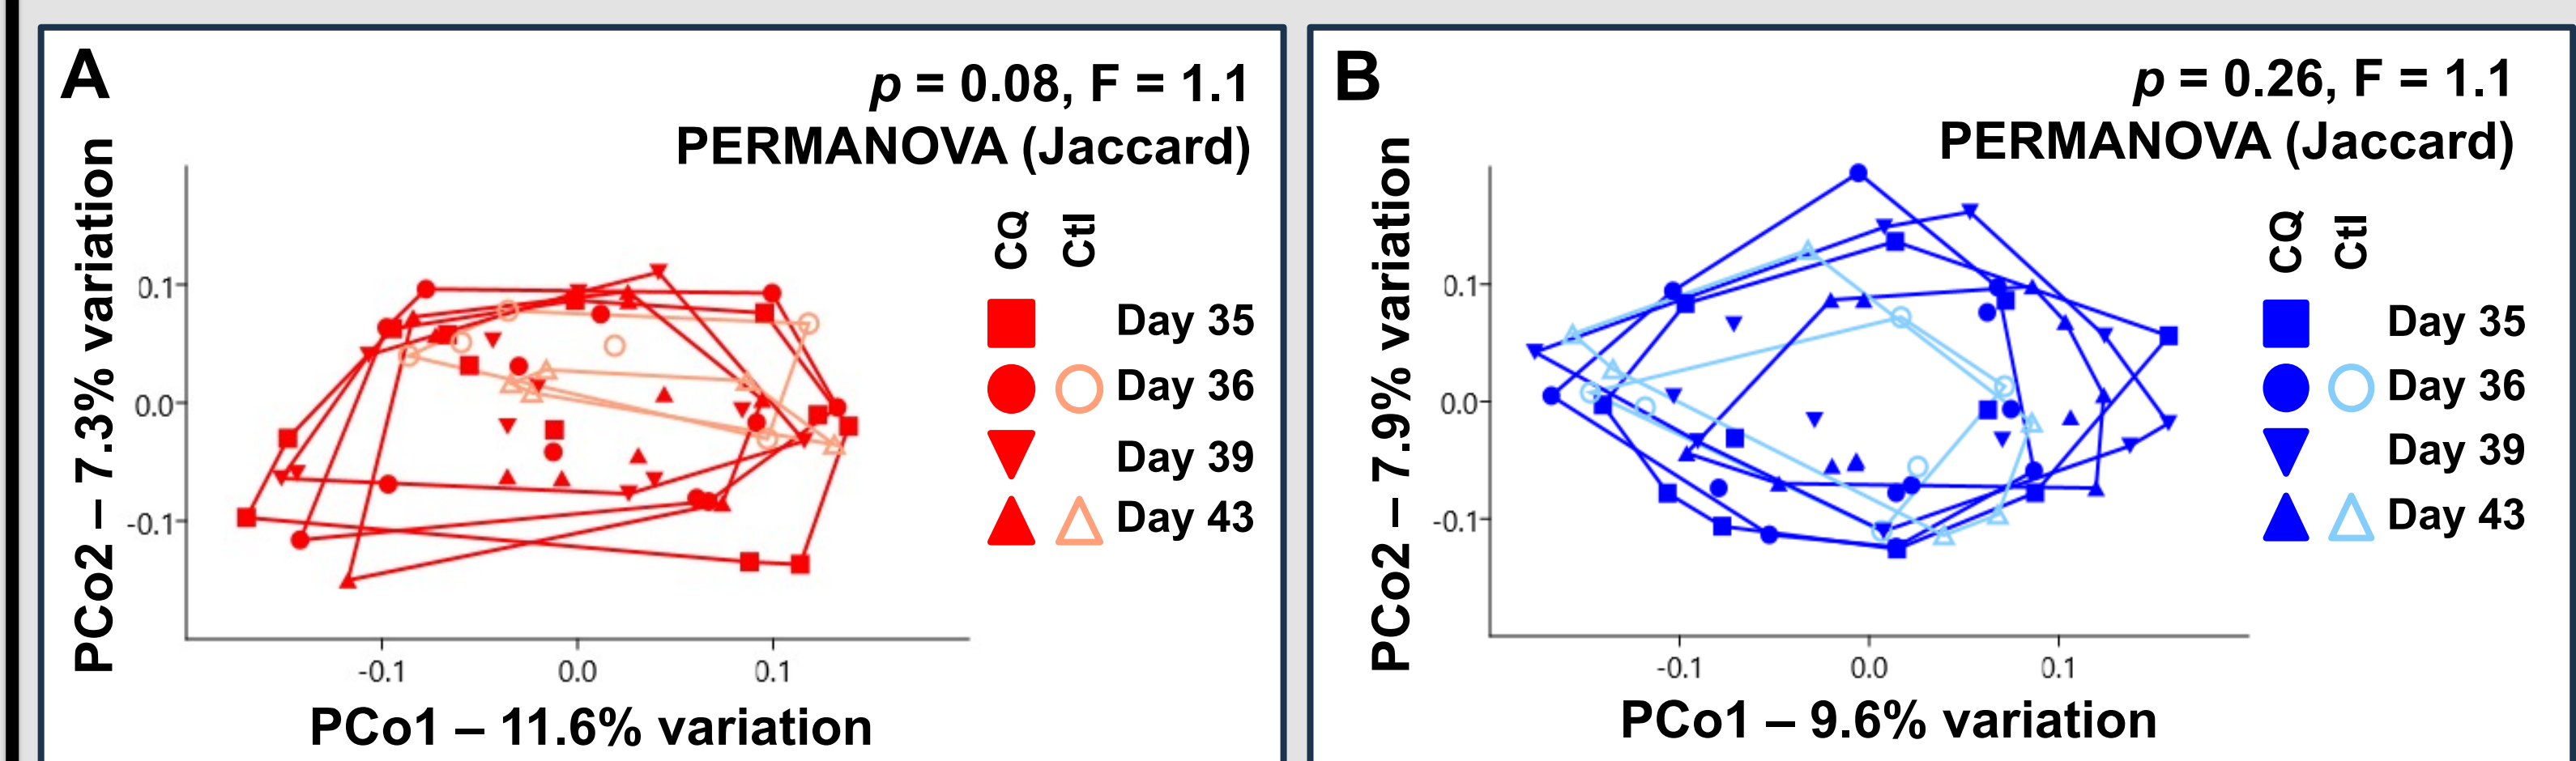 A
p = 0.08, F = 1.1
PERMANOVA (Jaccard)
PCo2 – 7.3% variation
0.1
0.0
-0.1
-0.1
0.0
0.1
PCo1 – 11.6% variation
CQ
Ctl
Day 35
Day 36
Day 39
Day 43
B
p = 0.26, F = 1.1
PERMANOVA (Jaccard)
PCo2 – 7.9% variation
0.1
0.0
-0.1
-0.1
0.0
0.1
PCo1 – 9.6% variation
CQ
Ctl
Day 35
Day 36
Day 39
Day 43